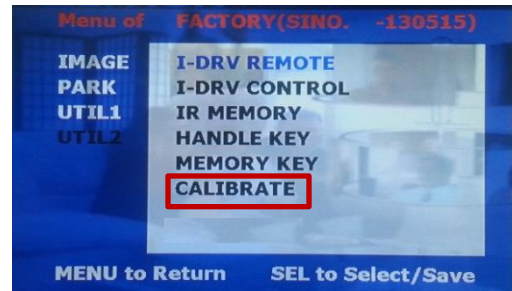 Menu of FACTORY(SINO. -130515)
IMAGE I-DRV REMOTE
PARK I-DRV CONTROL
UTIL1 IR MEMORY
UTIL2 HANDLE KEY
MEMORY KEY
CALIBRATE
MENU to Return SEL to Select/Save